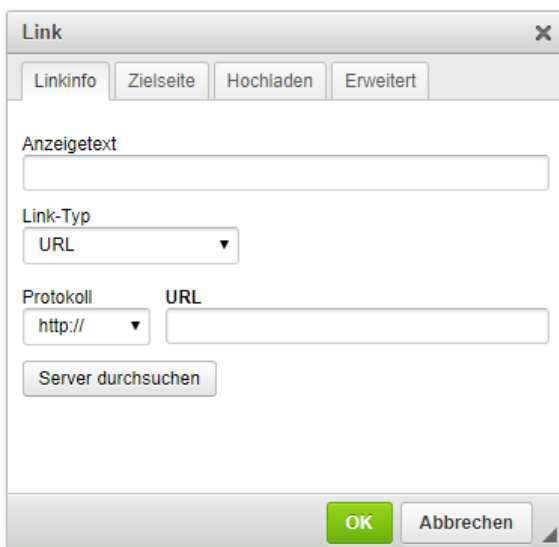 Link
Linkinfo Zielseite Hochladen Erweitert
Anzeigetext
Link-Typ
URL
Protokoll URL
http://
Server durchsuchen
OK Abbrechen